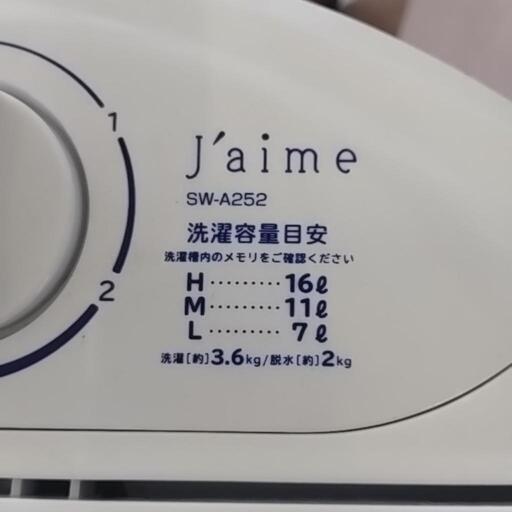 1
J'aime
SW-A252
洗濯容量目安
洗濯槽内のメモリをご確認ください
2
H・・・・・・・・・16ℓ
M・・・・・・・・・11ℓ
L・・・・・・・・・7ℓ
洗濯[約]3.6kg/脱水[約]2kg